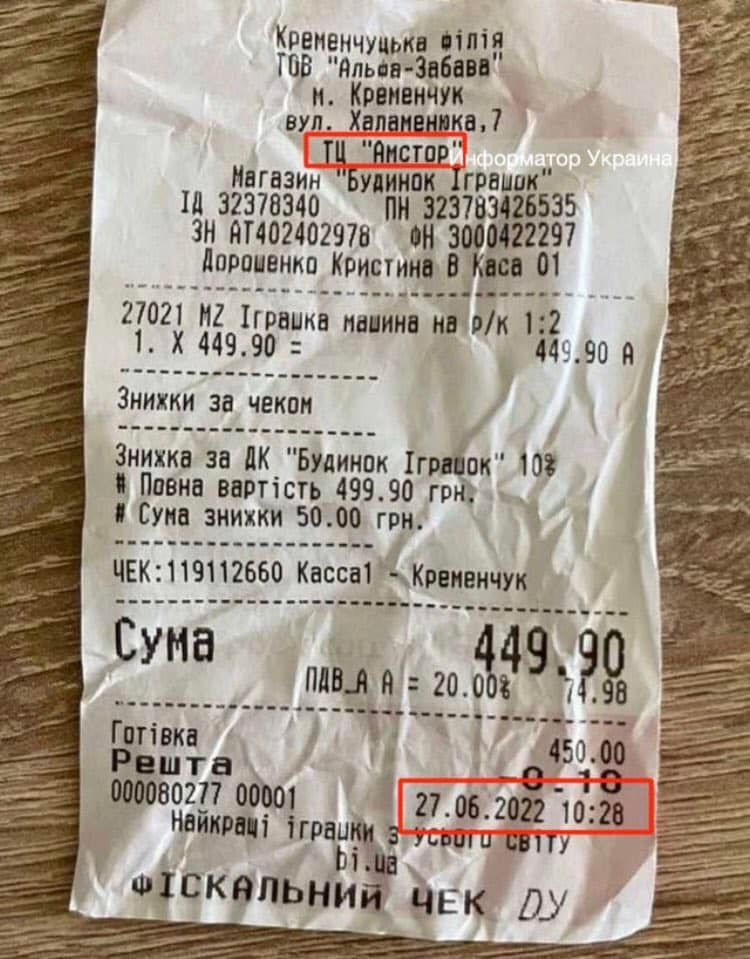 Кременчуцька філія
ТОВ "Альфа-Забава"
м. Кременчук
вул. Халаменюка,7
ТЦ "Амстор"
Информатор Украина
Магазин "Будинок Іграшок"
ІД 32378340 ПН 323783426535
ЗН АТ402402978 ФН 3000422297
Дорошенко Кристина В Каса 01
27021 MZ Іграшка машина на р/к 1:2
1. X 449.90 = 449.90 А
Знижки за чеком
Знижка за ДК "Будинок Іграшок" 10%
# Повна вартість 499.90 грн.
# Сума знижки 50.00 грн.
ЧЕК:119112660 Касса1 - Кременчук
Сума 449.90
ПДВ_А А = 20.00% 74.98
Готівка 450.00
Решта -0.10
000080277 00001 27.06.2022 10:28
Найкращі іграшки з усього світу
bi.ua
ФІСКАЛЬНИЙ ЧЕК DY